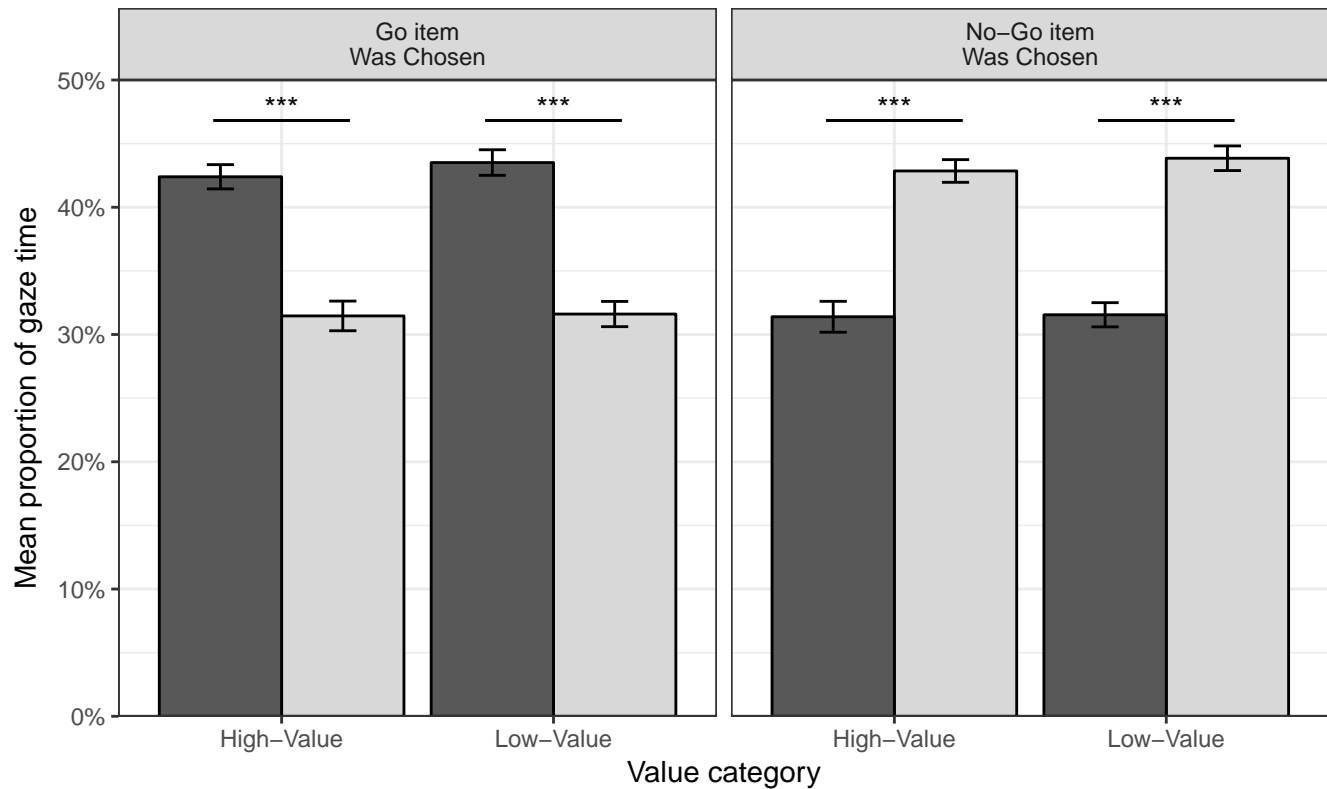 Go item
Was Chosen
No−Go item
Was Chosen
***
***
***
***
50%
40%
30%
20%
10%
0%
Mean proportion of gaze time
High−Value
Low−Value
High−Value
Low−Value
Value category